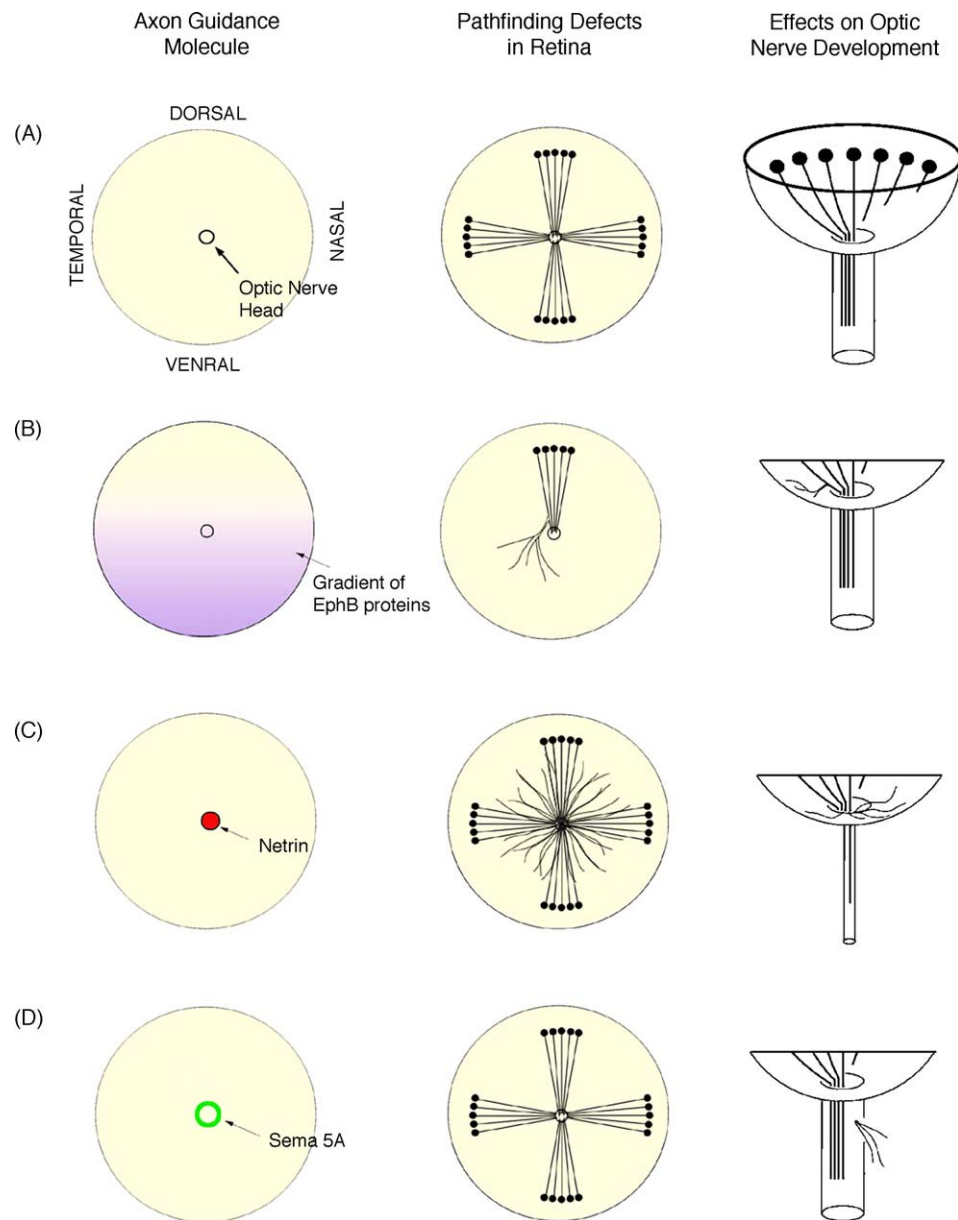 Axon Guidance
Molecule
Pathfinding Defects
in Retina
Effects on Optic
Nerve Development
(A)
DORSAL
TEMPORAL
NASAL
Optic Nerve
Head
VENRAL
(B)
Gradient of
EphB proteins
(C)
Netrin
(D)
Sema 5A